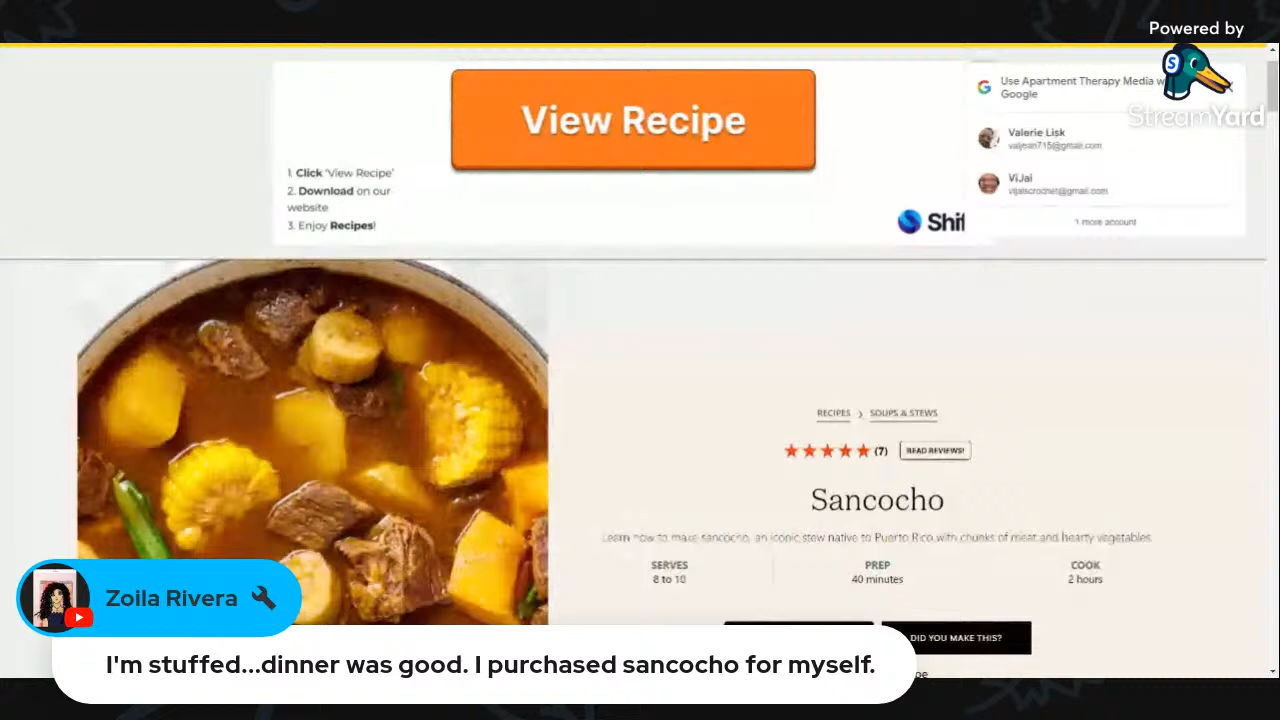 Powered by
StreamYard
View Recipe
1. Click 'View Recipe'
2. Download on our
website
3. Enjoy Recipes!
Shif
Use Apartment Therapy Media w
Google
Valerie Lisk
valjean715@gmail.com
ViJai
vijaiscrochet@gmail.com
1 more account
RECIPES > SOUPS & STEWS
(7) READ REVIEWS!
Sancocho
Learn how to make sancocho, an iconic stew native to Puerto Rico with chunks of meat and hearty vegetables.
SERVES PREP COOK
8 to 10 40 minutes 2 hours
DID YOU MAKE THIS?
Zoila Rivera
I'm stuffed...dinner was good. I purchased sancocho for myself.